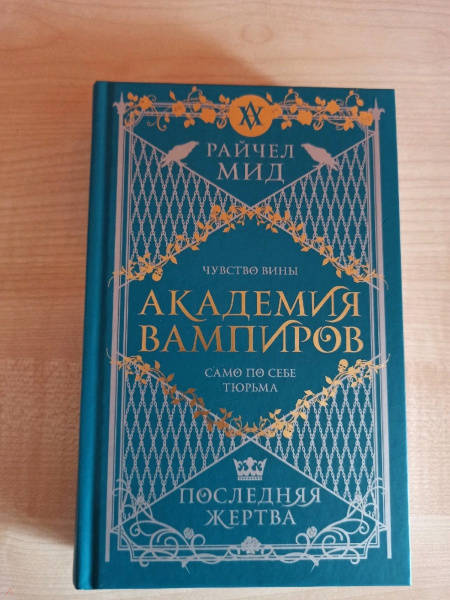 РАЙЧЕЛ
МИД
ЧУВСТВО ВИНЫ
АКАДЕМИЯ
ВАМПИРОВ
САМО ПО СЕБЕ
ТЮРЬМА
ПОСЛЕДНЯЯ
ЖЕРТВА